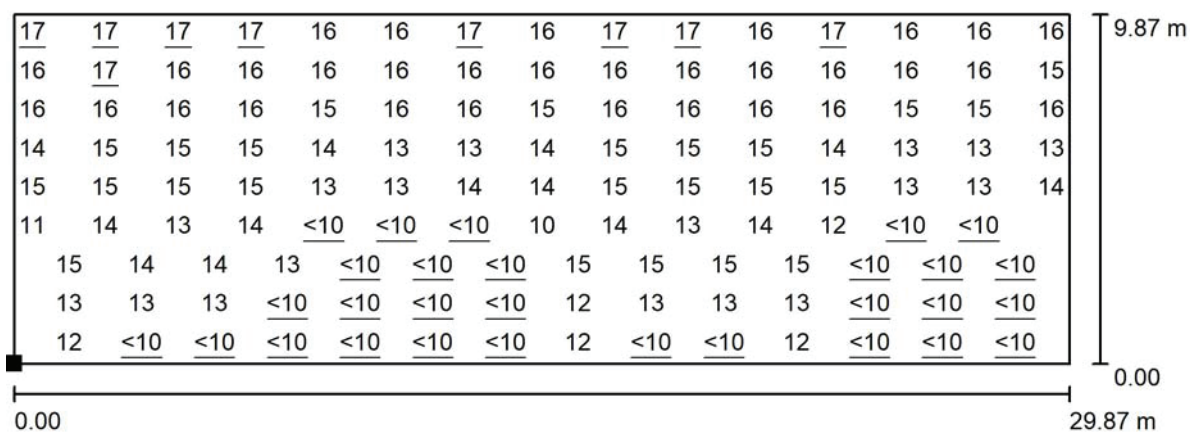 17 17 17 17 16 16 17 16 17 17 16 17 16 16 16 9.87 m
16 17 16 16 16 16 16 16 16 16 16 16 16 16 15
16 16 16 16 15 16 16 15 16 16 16 16 15 15 16
14 15 15 15 14 13 13 14 15 15 15 14 13 13 13
15 15 15 15 13 13 14 14 15 15 15 15 13 13 14
11 14 13 14 <10 <10 <10 10 14 13 14 12 <10 <10
15 14 14 13 <10 <10 <10 15 15 15 15 <10 <10 <10
13 13 13 <10 <10 <10 <10 12 13 13 13 <10 <10 <10
12 <10 <10 <10 <10 <10 <10 12 <10 <10 12 <10 <10 <10
0.00
0.00 29.87 m